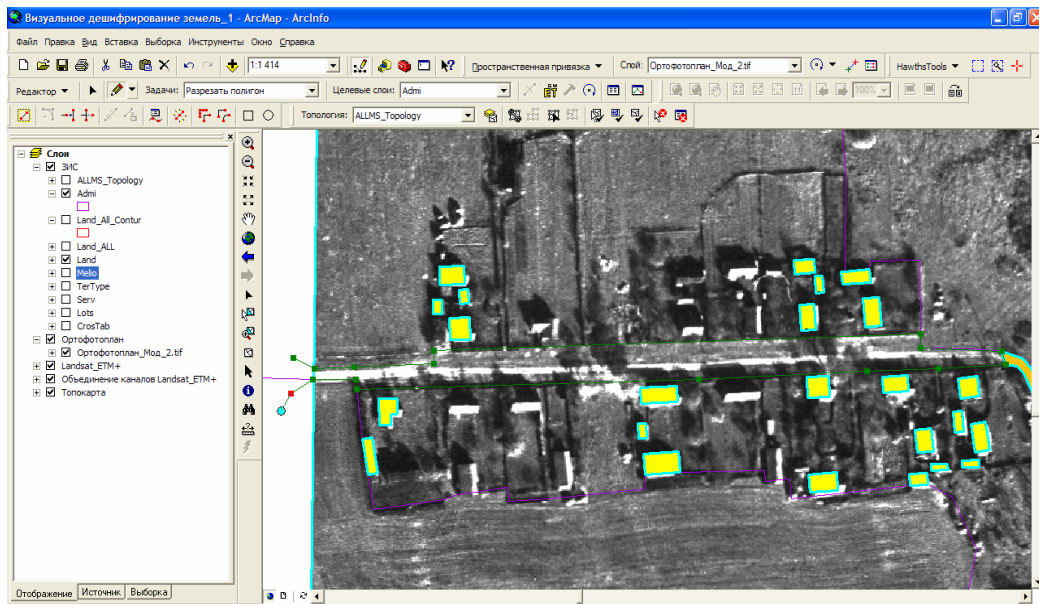 Визуальное дешифрирование земель_1 - ArcMap - ArcInfo
Файл Правка Вид Вставка Выборка Инструменты Окно Справка
1:1 414 Пространственная привязка Слой: Ортофотоплан_Мод_2.tif HawthsTools
Редактор Задачи: Разрезать полигон Целевые слои: Admi 100%
Топология: ALLMS_Topology
Слои
ЗИС
ALLMS_Topology
Admi
Land_All_Contur
Land_ALL
Land
Melio
TerType
Serv
Lots
CrosTab
Ортофотоплан
Ортофотоплан_Мод_2.tif
Landsat_ETM+
Объединение каналов Landsat_ETM+
Топокарта
Отображение Источник Выборка